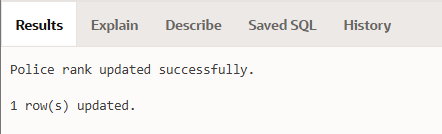 Results Explain Describe Saved SQL History
Police rank updated successfully.
1 row(s) updated.